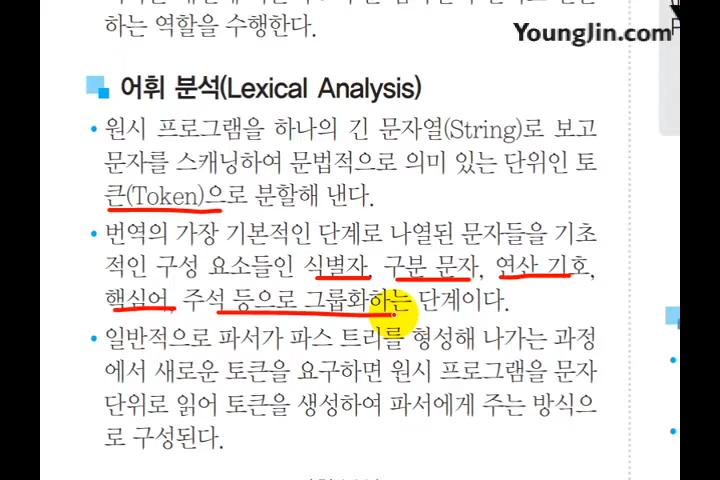 하는 역할을 수행한다.
YoungJin.com
어휘 분석(Lexical Analysis)
• 원시 프로그램을 하나의 긴 문자열(String)로 보고
문자를 스캐닝하여 문법적으로 의미 있는 단위인 토
큰(Token)으로 분할해 낸다.
• 번역의 가장 기본적인 단계로 나열된 문자들을 기초
적인 구성 요소들인 식별자, 구분 문자, 연산 기호,
핵심어, 주석 등으로 그룹화하는 단계이다.
• 일반적으로 파서가 파스 트리를 형성해 나가는 과정
에서 새로운 토큰을 요구하면 원시 프로그램을 문자
단위로 읽어 토큰을 생성하여 파서에게 주는 방식으
로 구성된다.